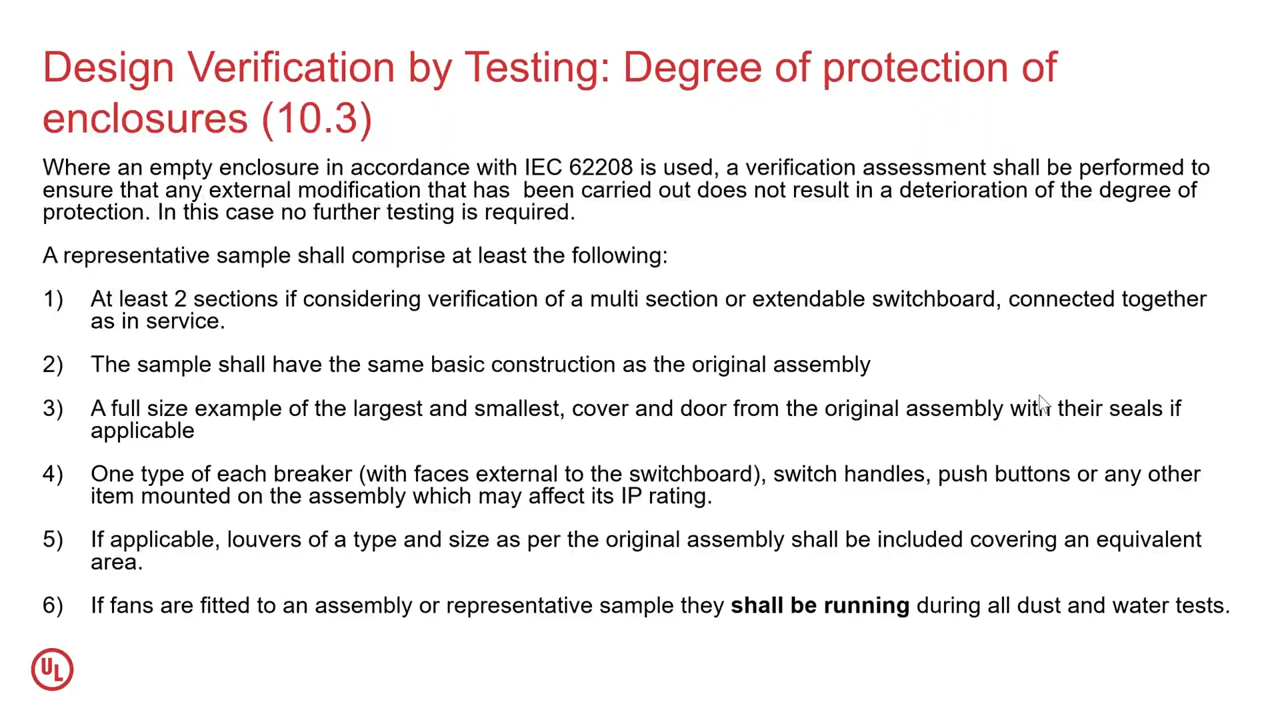 Design Verification by Testing: Degree of protection of
enclosures (10.3)
Where an empty enclosure in accordance with IEC 62208 is used, a verification assessment shall be performed to
ensure that any external modification that has been carried out does not result in a deterioration of the degree of
protection. In this case no further testing is required.
A representative sample shall comprise at least the following:
1) At least 2 sections if considering verification of a multi section or extendable switchboard, connected together
as in service.
2) The sample shall have the same basic construction as the original assembly
3) A full size example of the largest and smallest, cover and door from the original assembly with their seals if
applicable
4) One type of each breaker (with faces external to the switchboard), switch handles, push buttons or any other
item mounted on the assembly which may affect its IP rating.
5) If applicable, louvers of a type and size as per the original assembly shall be included covering an equivalent
area.
6) If fans are fitted to an assembly or representative sample they shall be running during all dust and water tests.
UL